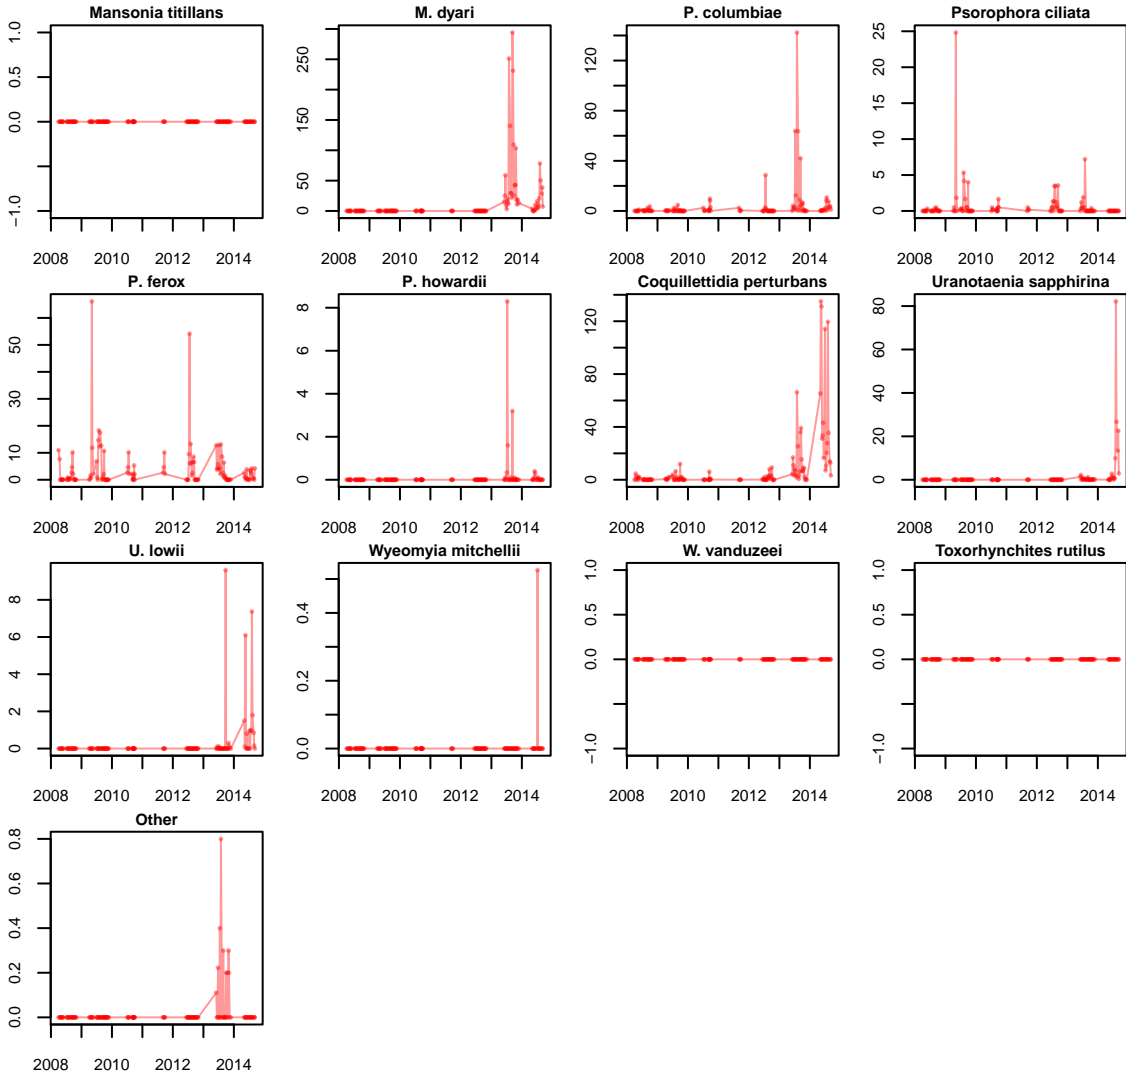 Mansonia titillans
M. dyari
P. columbiae
Psorophora ciliata
−1.0 0.0 0.5 1.0
0 50 150 250
0 40 80 120
0 5 10 15 20 25
2008 2010 2012 2014
2008 2010 2012 2014
2008 2010 2012 2014
2008 2010 2012 2014
P. ferox
P. howardii
Coquillettidia perturbans
Uranotaenia sapphirina
0 10 30 50
0 2 4 6 8
0 40 80 120
0 20 40 60 80
2008 2010 2012 2014
2008 2010 2012 2014
2008 2010 2012 2014
2008 2010 2012 2014
U. lowii
Wyeomyia mitchellii
W. vanduzeei
Toxorhynchites rutilus
0 2 4 6 8
0.0 0.2 0.4
−1.0 0.0 0.5 1.0
−1.0 0.0 0.5 1.0
2008 2010 2012 2014
2008 2010 2012 2014
2008 2010 2012 2014
2008 2010 2012 2014
Other
0.0 0.2 0.4 0.6 0.8
2008 2010 2012 2014